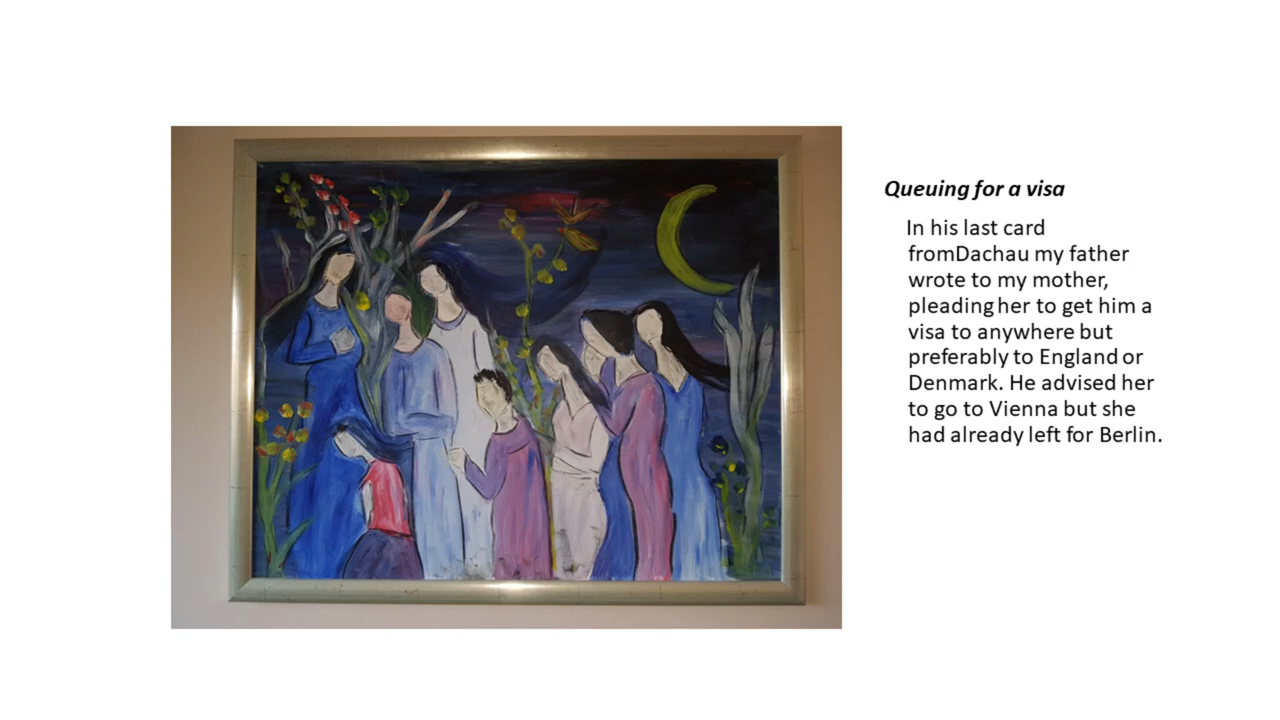 Queuing for a visa
In his last card
fromDachau my father
wrote to my mother,
pleading her to get him a
visa to anywhere but
preferably to England or
Denmark. He advised her
to go to Vienna but she
had already left for Berlin.